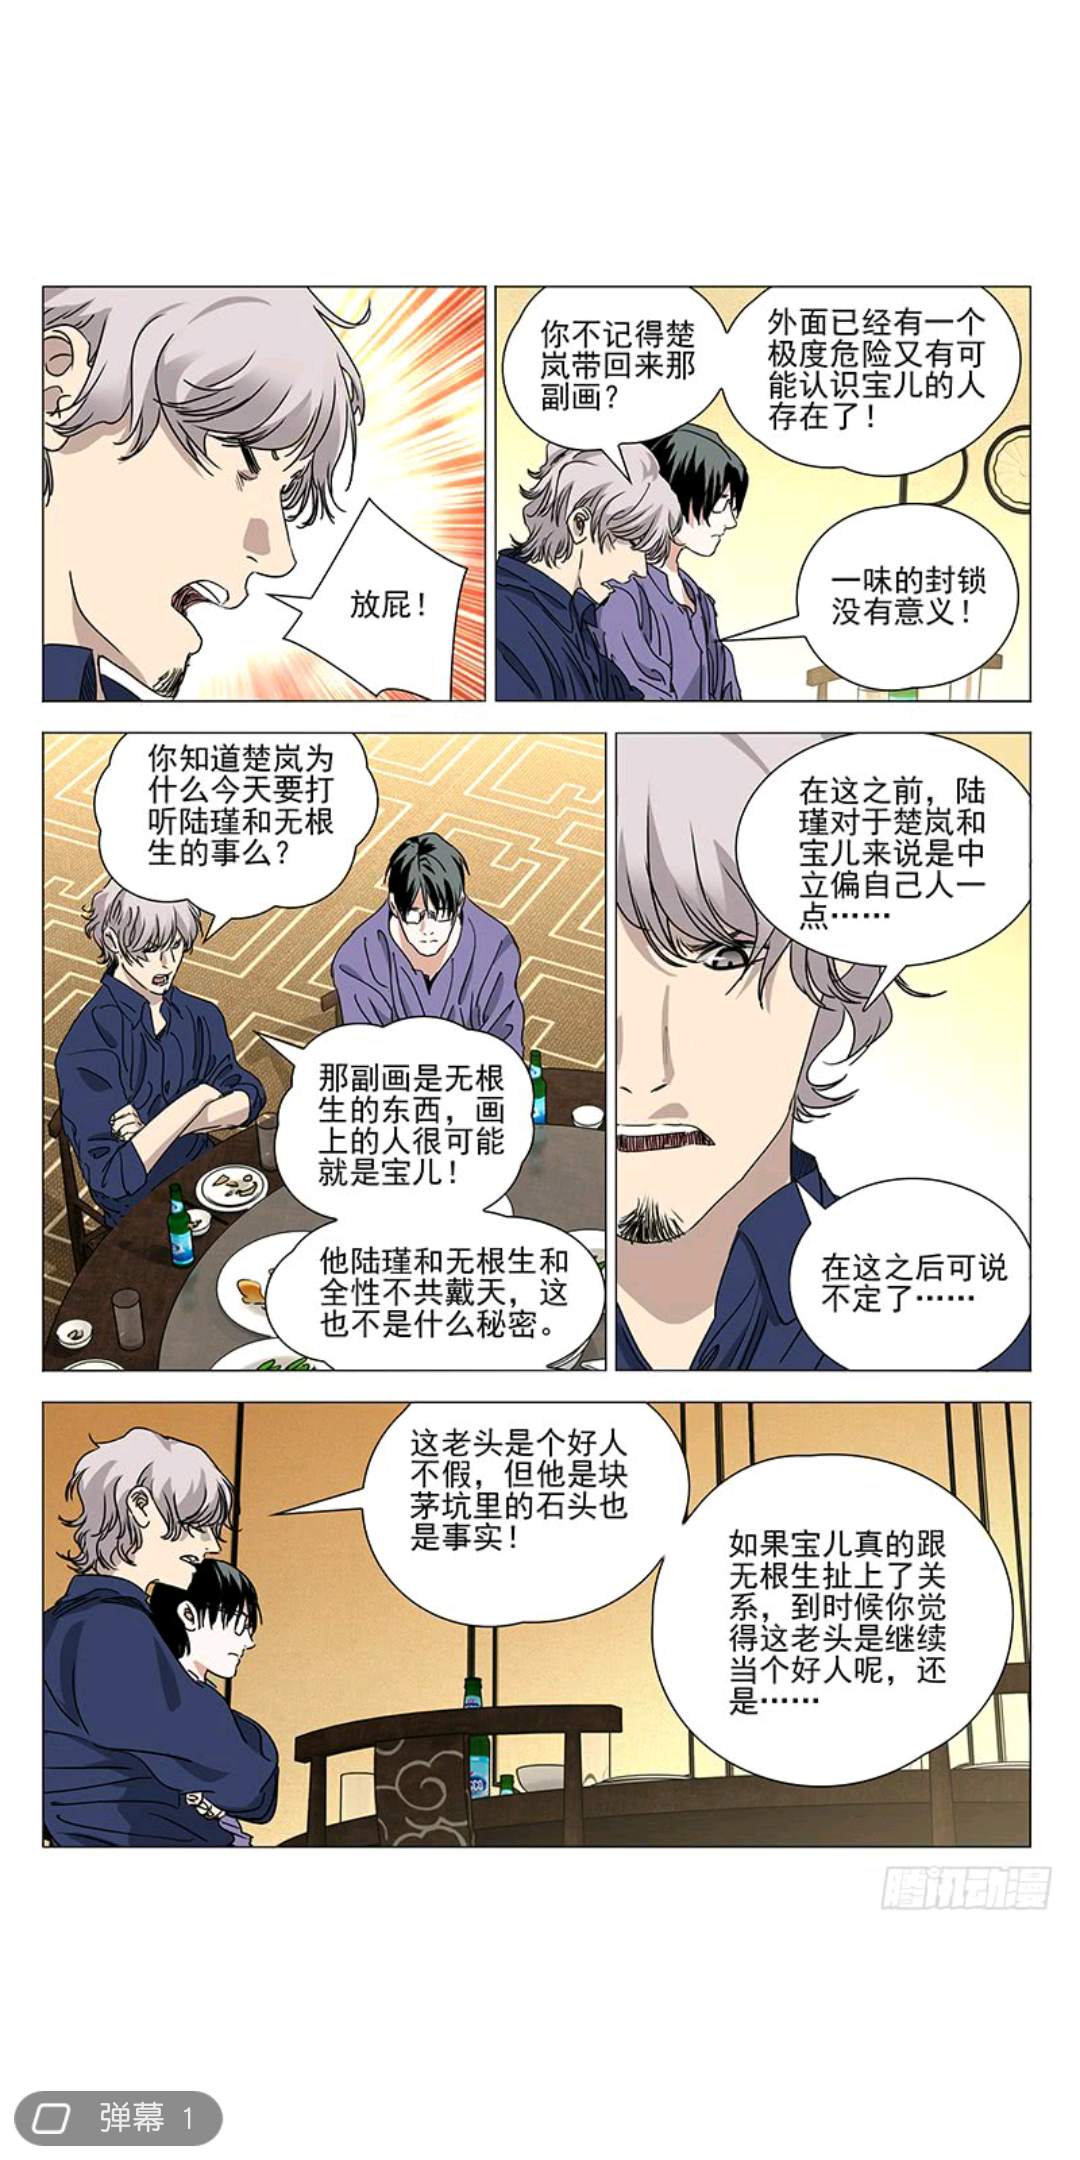 放屁！
你不记得楚
岚带回来那
副画？
外面已经有一个
极度危险又有可
能认识宝儿的人
存在了！
一味的封锁
没有意义！
你知道楚岚为
什么今天要打
听陆瑾和无根
生的事么？
那副画是无根
生的东西，画
上的人很可能
就是宝儿！
他陆瑾和无根生和
全性不共戴天，这
也不是什么秘密。
在这之前，陆
瑾对于楚岚和
宝儿来说是中
立偏自己人一
点……
在这之后可说
不定了……
这老头是个好人
不假，但他是块
茅坑里的石头也
是事实！
如果宝儿真的跟
无根生扯上了关
系，到时候你觉
得这老头是继续
当个好人呢，还
是……
腾讯动漫
弹幕 1